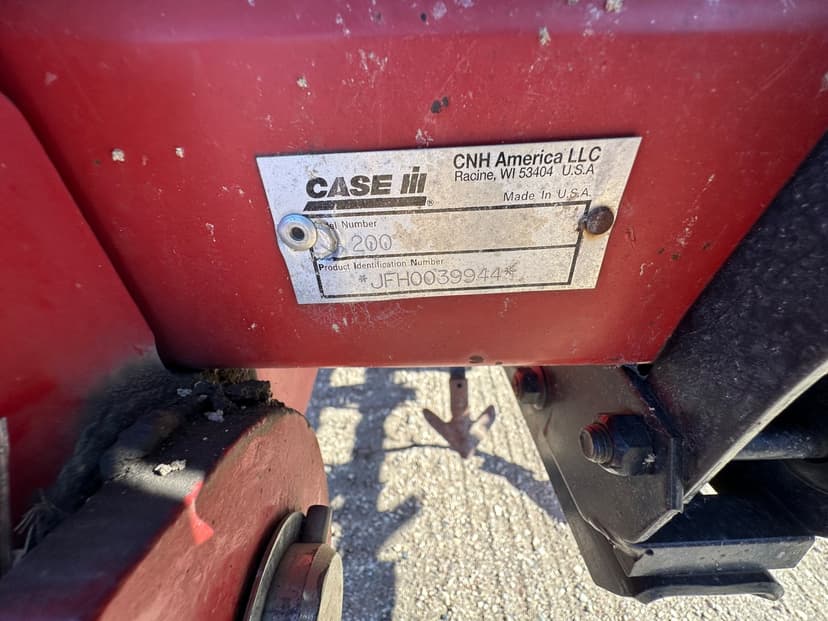 CASE IH
CNH America LLC
Racine, WI 53404 U.S.A
Made In U.S.A.
Number
200
Product Identification Number
*JFH0039944*